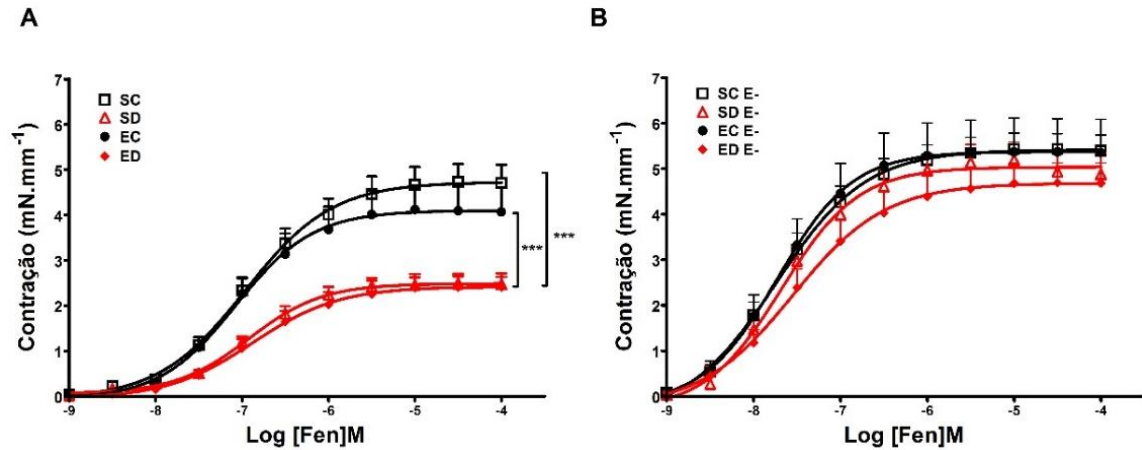 A
B
7
6
5
4
3
2
1
0
Contração (mN.mm⁻¹)
SC
SD
EC
ED
***
***
-9 -8 -7 -6 -5 -4
Log [Fen]M
7
6
5
4
3
2
1
0
Contração (mN.mm⁻¹)
SC E-
SD E-
EC E-
ED E-
-9 -8 -7 -6 -5 -4
Log [Fen]M